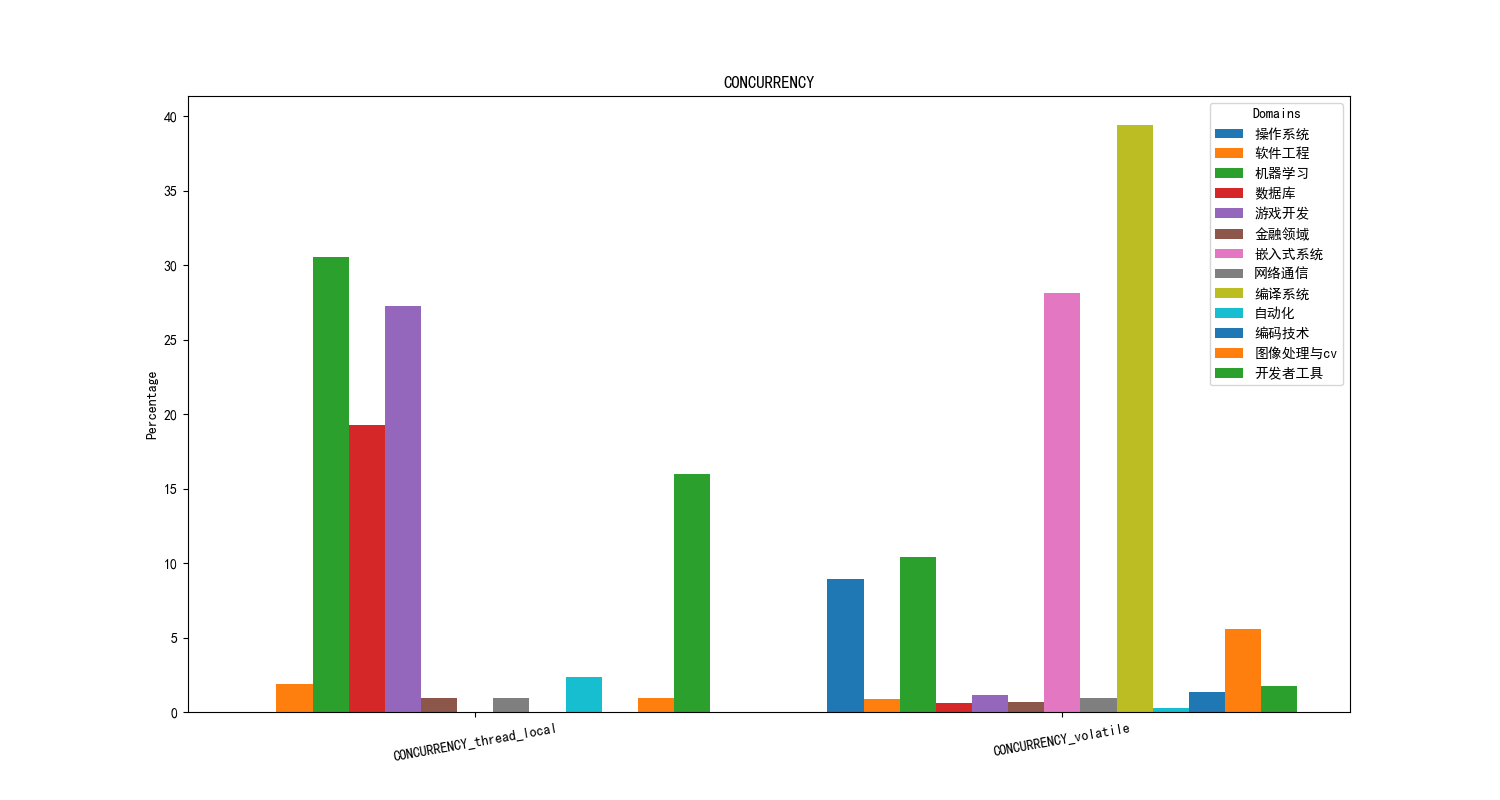 CONCURRENCY
Domains
操作系统
软件工程
机器学习
数据库
游戏开发
金融领域
嵌入式系统
网络通信
编译系统
自动化
编码技术
图像处理与cv
开发者工具
Percentage
40
35
30
25
20
15
10
5
0
CONCURRENCY_thread_local
CONCURRENCY_volatile